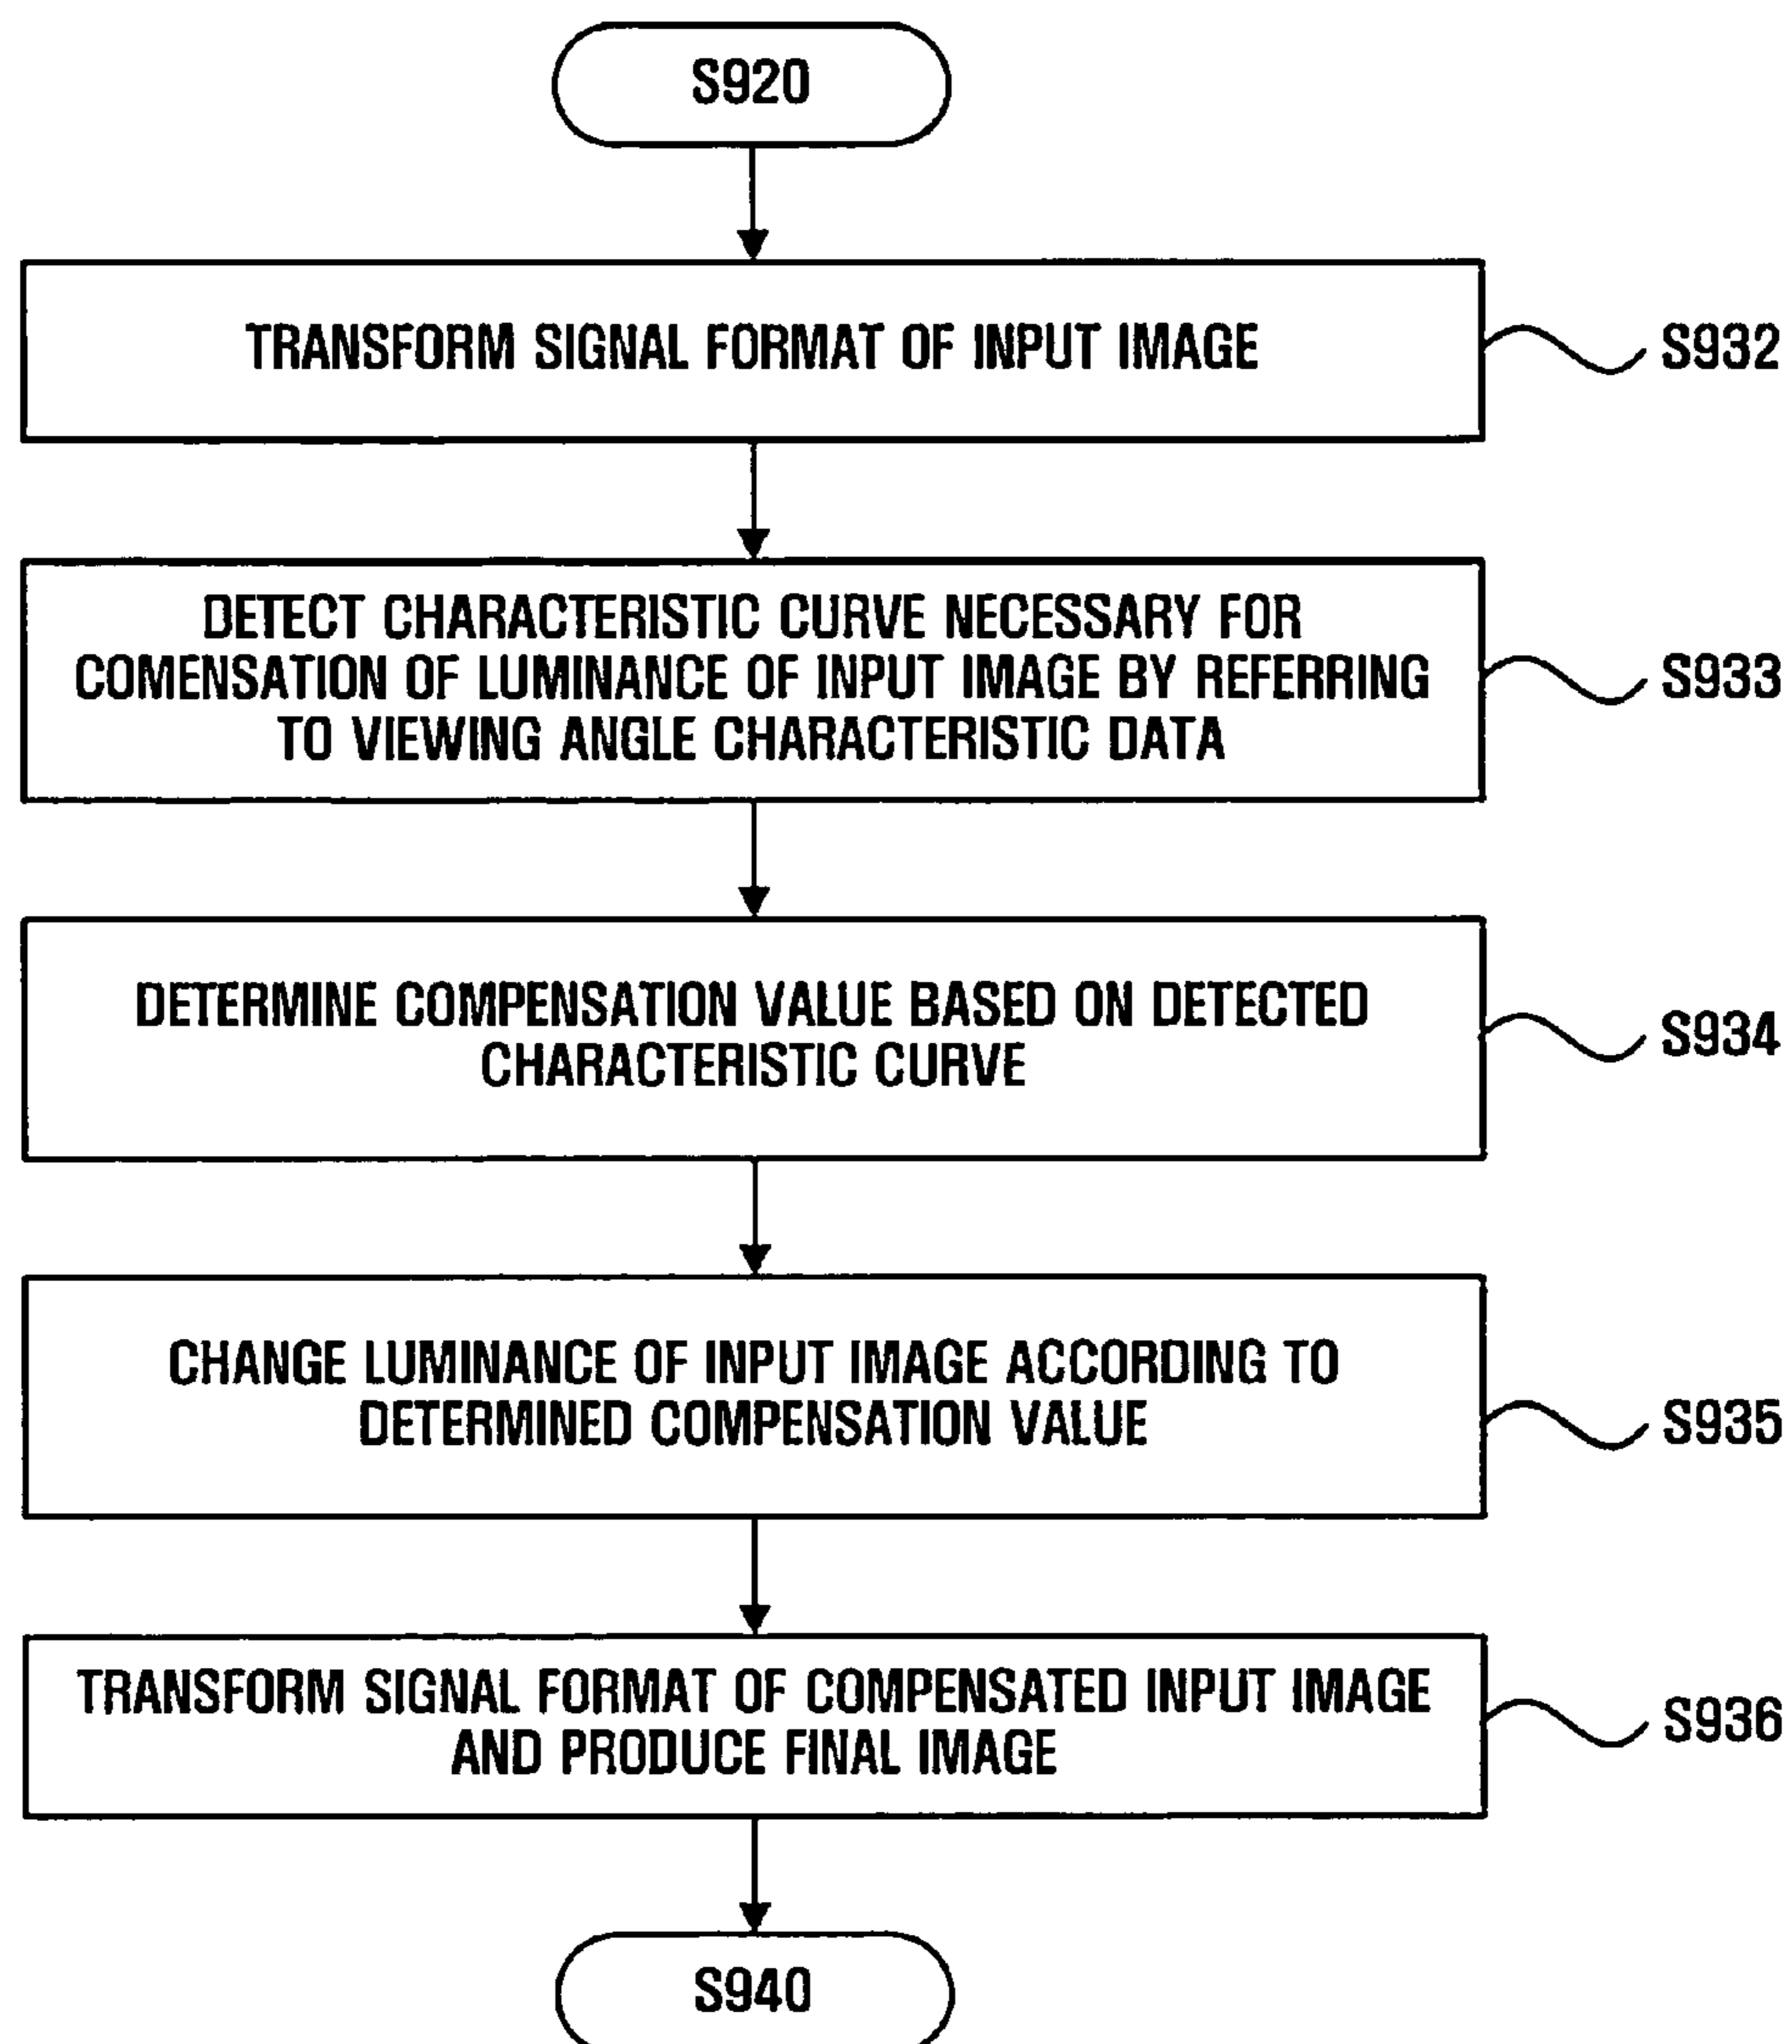 S920
TRANSFORM SIGNAL FORMAT OF INPUT IMAGE
S932
DETECT CHARACTERISTIC CURVE NECESSARY FOR
COMENSATION OF LUMINANCE OF INPUT IMAGE BY REFERRING
TO VIEWING ANGLE CHARACTERISTIC DATA
S933
DETERMINE COMPENSATION VALUE BASED ON DETECTED
CHARACTERISTIC CURVE
S934
CHANGE LUMINANCE OF INPUT IMAGE ACCORDING TO
DETERMINED COMPENSATION VALUE
S935
TRANSFORM SIGNAL FORMAT OF COMPENSATED INPUT IMAGE
AND PRODUCE FINAL IMAGE
S936
S940